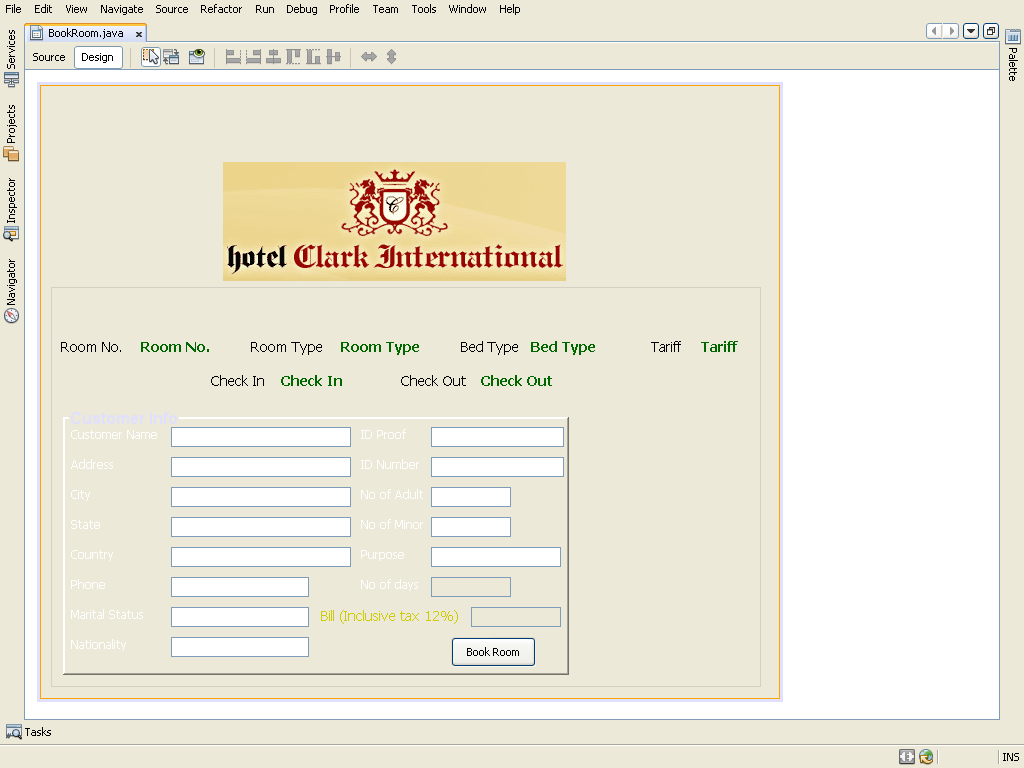 File Edit View Navigate Source Refactor Run Debug Profile Team Tools Window Help
BookRoom.java
Source Design
Services
Projects
Inspector
Navigator
Palette
C
hotel Clark International
Room No. Room No. Room Type Room Type Bed Type Bed Type Tariff Tariff
Check In Check In Check Out Check Out
Customer Info
Customer Name ID Proof
Address ID Number
City No of Adult
State No of Minor
Country Purpose
Phone No of days
Marital Status Bill (Inclusive tax 12%)
Nationality Book Room
Tasks
INS